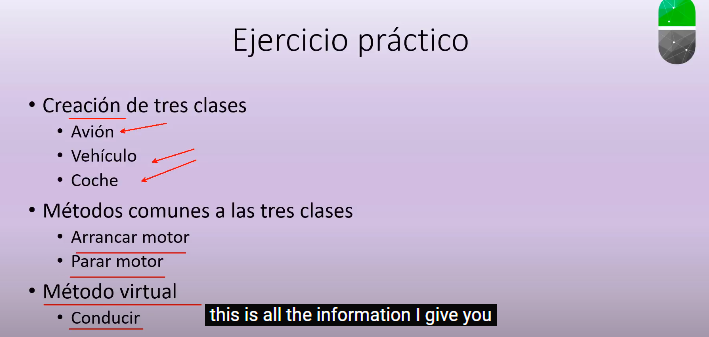 Ejercicio práctico
• Creación de tres clases
• Avión
• Vehículo
• Coche
• Métodos comunes a las tres clases
• Arrancar motor
• Parar motor
• Método virtual
• Conducir
this is all the information I give you